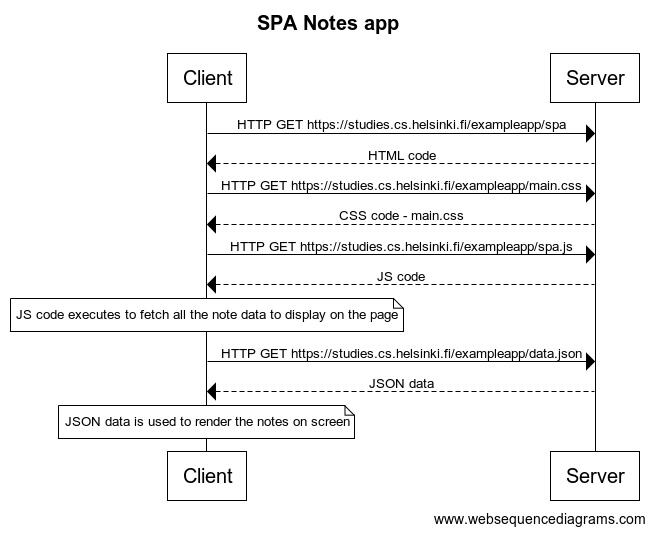 SPA Notes app
Client Server
HTTP GET https://studies.cs.helsinki.fi/exampleapp/spa
HTML code
HTTP GET https://studies.cs.helsinki.fi/exampleapp/main.css
CSS code - main.css
HTTP GET https://studies.cs.helsinki.fi/exampleapp/spa.js
JS code
JS code executes to fetch all the note data to display on the page
HTTP GET https://studies.cs.helsinki.fi/exampleapp/data.json
JSON data
JSON data is used to render the notes on screen
Client Server
www.websequencediagrams.com